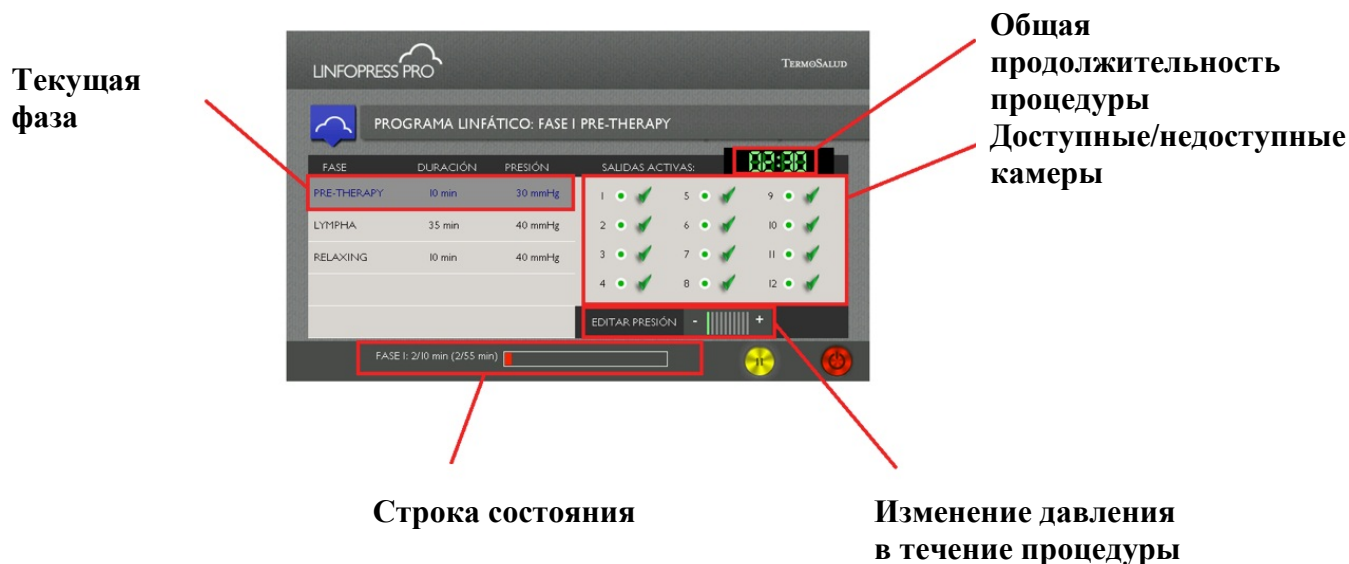 Общая
продолжительность
процедуры
Доступные/недоступные
камеры
Текущая
фаза
LINFOPRESS PRO
TERMOSALUD
PROGRAMA LINFÁTICO: FASE I PRE-THERAPY
FASE DURACIÓN PRESIÓN SALIDAS ACTIVAS:
PRE-THERAPY 10 min 30 mmHg
LYMPHA 35 min 40 mmHg
RELAXING 10 min 40 mmHg
1 5 9
2 6 10
3 7 11
4 8 12
EDITAR PRESIÓN - +
FASE I: 2/10 min (2/55 min)
Строка состояния
Изменение давления
в течение процедуры